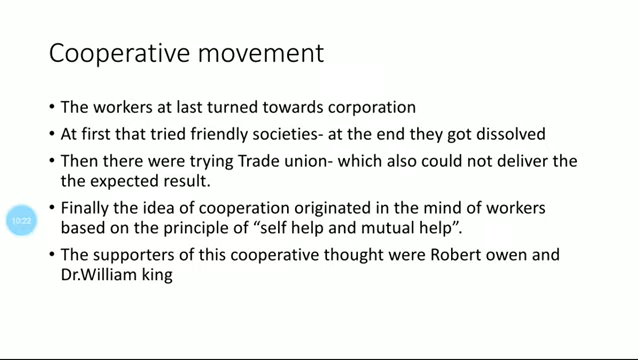 Cooperative movement
• The workers at last turned towards corporation
• At first that tried friendly societies- at the end they got dissolved
• Then there were trying Trade union- which also could not deliver the
the expected result.
• Finally the idea of cooperation originated in the mind of workers
based on the principle of “self help and mutual help”.
• The supporters of this cooperative thought were Robert owen and
Dr.William king
10:22